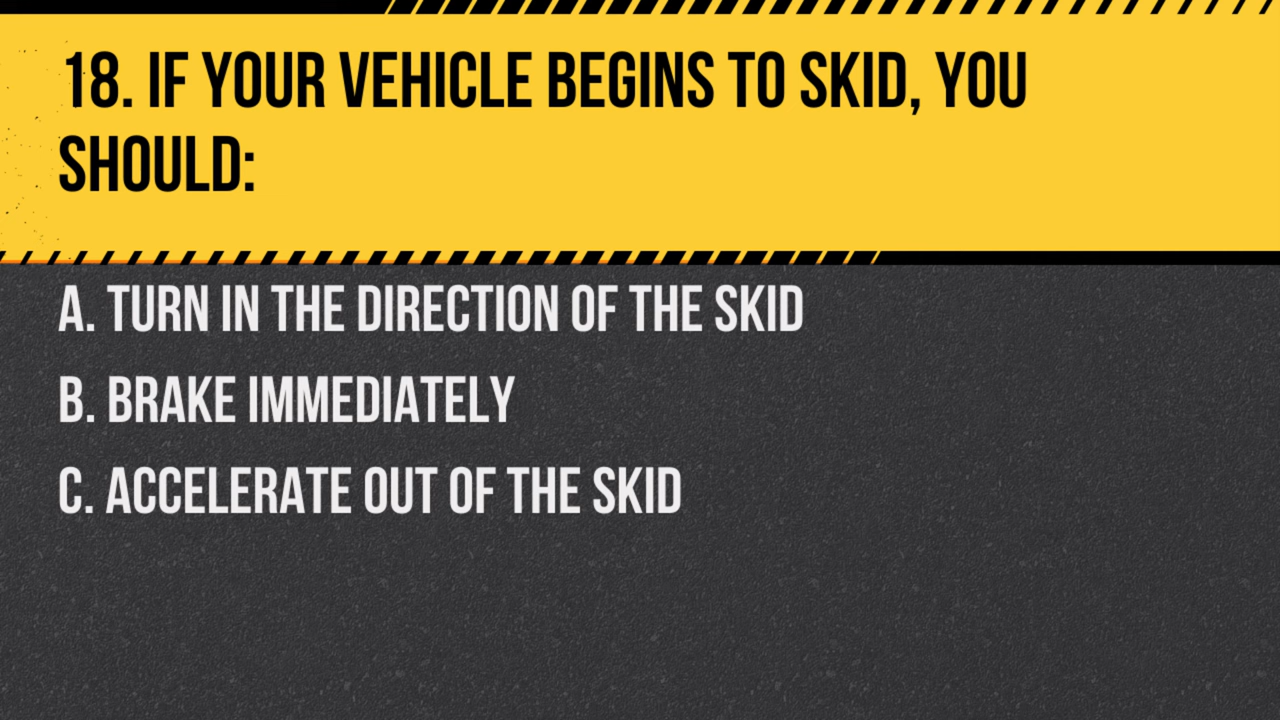 18. IF YOUR VEHICLE BEGINS TO SKID, YOU
SHOULD:
A. TURN IN THE DIRECTION OF THE SKID
B. BRAKE IMMEDIATELY
C. ACCELERATE OUT OF THE SKID